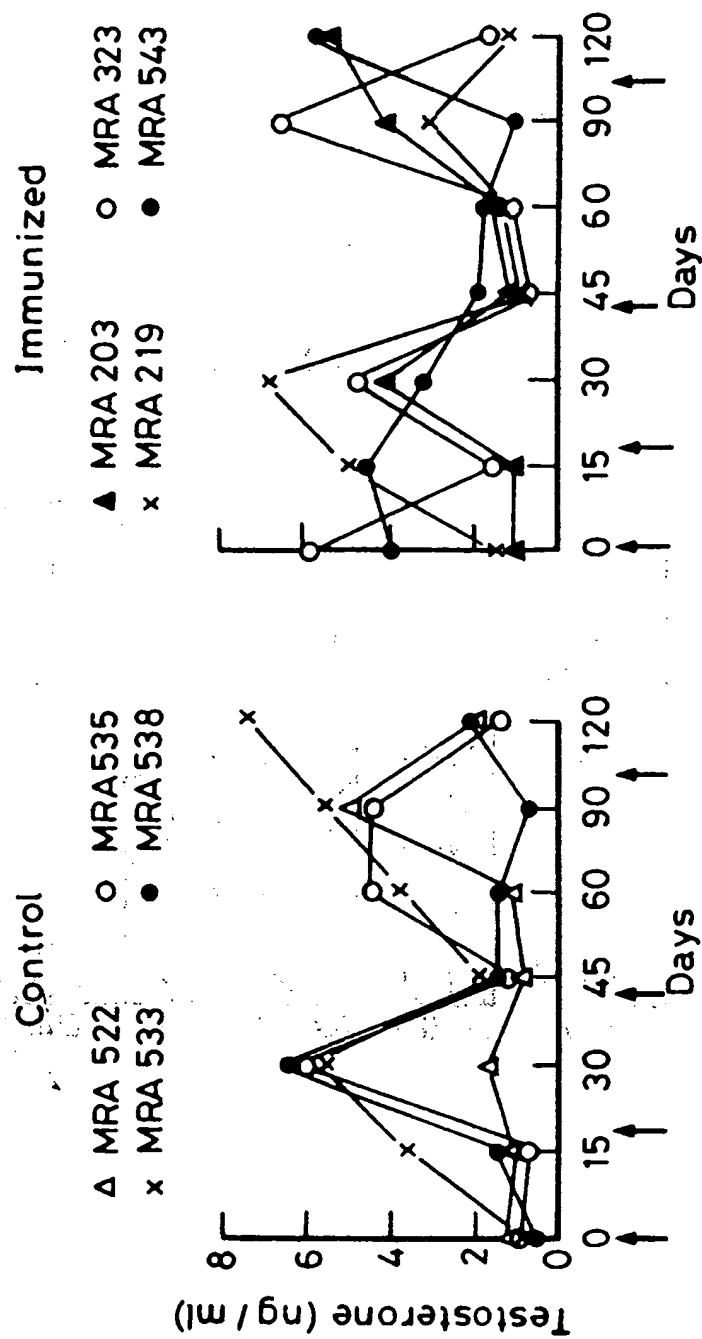 Control
△ MRA 522 ○ MRA 535
× MRA 533 ● MRA 538
Testosterone (ng/ml)
8
6
4
2
0
0 15 30 45 60 90 120
Days
Immunized
▲ MRA 203 ○ MRA 323
× MRA 219 ● MRA 543
0 15 30 45 60 90 120
Days